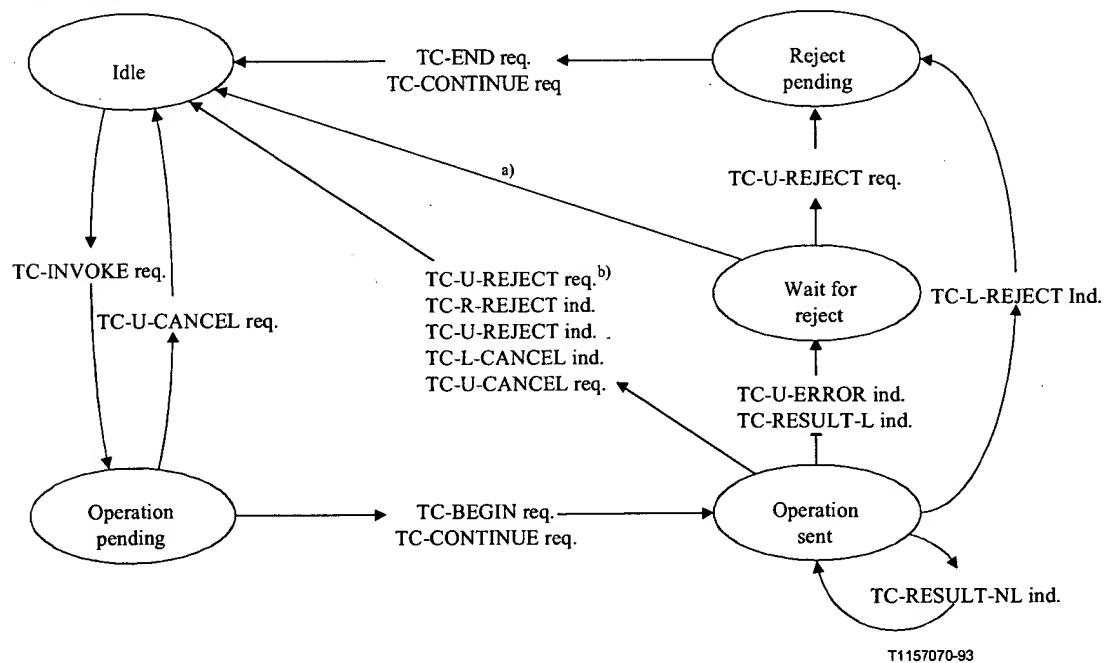 Idle
TC-END req.
TC-CONTINUE req
Reject
pending
a)
TC-U-REJECT req.
TC-INVOKE req.
TC-U-CANCEL req.
TC-U-REJECT req.b)
TC-R-REJECT ind.
TC-U-REJECT ind.
TC-L-CANCEL ind.
TC-U-CANCEL req.
Wait for
reject
TC-L-REJECT Ind.
TC-U-ERROR ind.
TC-RESULT-L ind.
Operation
pending
TC-BEGIN req.
TC-CONTINUE req.
Operation
sent
TC-RESULT-NL ind.
T1157070-93